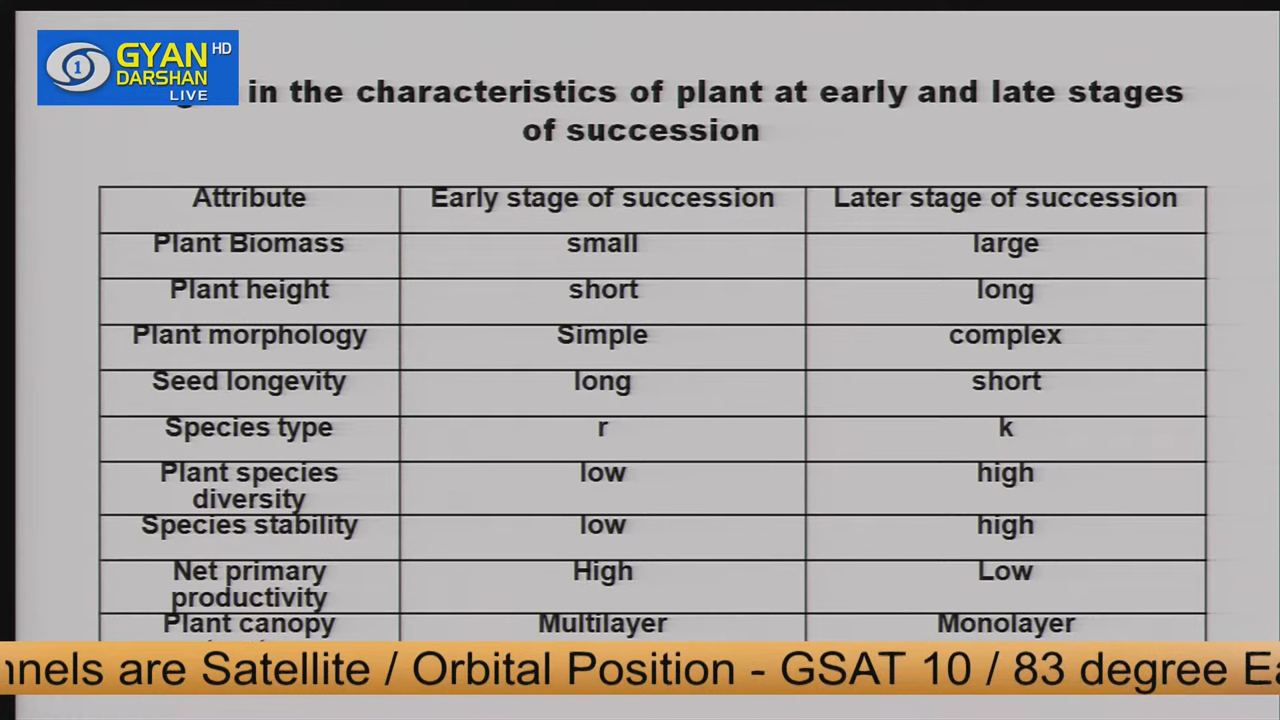 GYAN HD
DARSHAN
LIVE
in the characteristics of plant at early and late stages
of succession
Attribute Early stage of succession Later stage of succession
Plant Biomass small large
Plant height short long
Plant morphology Simple complex
Seed longevity long short
Species type r k
Plant species
diversity low high
Species stability low high
Net primary
productivity High Low
Plant canopy Multilayer Monolayer
are Satellite / Orbital Position - GSAT 10 / 83 degree